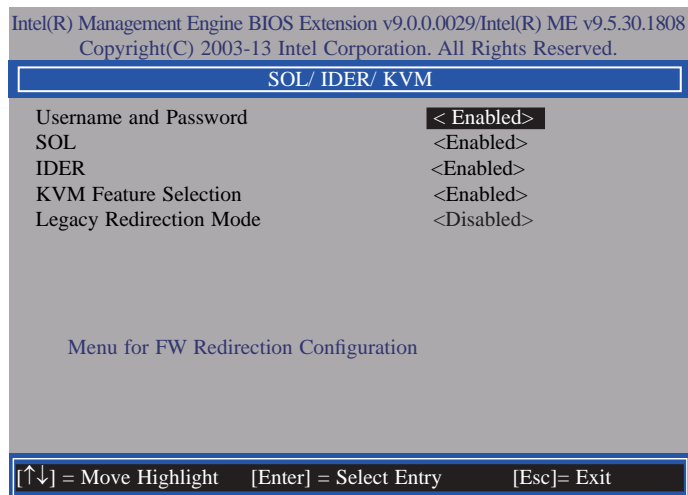 Intel(R) Management Engine BIOS Extension v9.0.0.0029/Intel(R) ME v9.5.30.1808
Copyright(C) 2003-13 Intel Corporation. All Rights Reserved.
SOL/ IDER/ KVM
Username and Password < Enabled>
SOL <Enabled>
IDER <Enabled>
KVM Feature Selection <Enabled>
Legacy Redirection Mode <Disabled>
Menu for FW Redirection Configuration
[↑↓] = Move Highlight [Enter] = Select Entry [Esc]= Exit